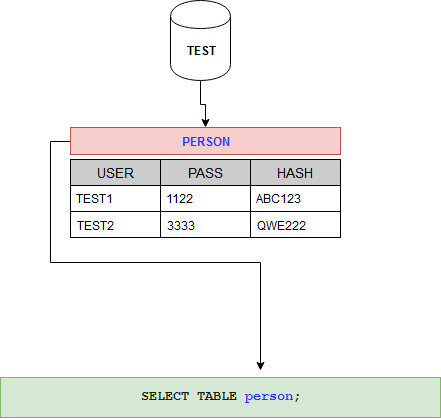 TEST
PERSON
USER PASS HASH
TEST1 1122 ABC123
TEST2 3333 QWE222
SELECT TABLE person;